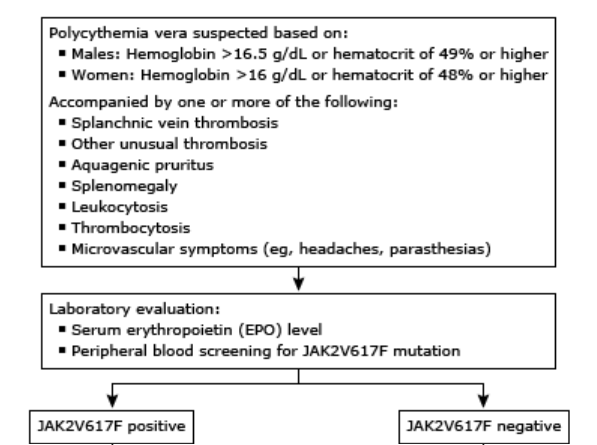 Polycythemia vera suspected based on:
▪ Males: Hemoglobin >16.5 g/dL or hematocrit of 49% or higher
▪ Women: Hemoglobin >16 g/dL or hematocrit of 48% or higher
Accompanied by one or more of the following:
▪ Splanchnic vein thrombosis
▪ Other unusual thrombosis
▪ Aquagenic pruritus
▪ Splenomegaly
▪ Leukocytosis
▪ Thrombocytosis
▪ Microvascular symptoms (eg, headaches, parasthesias)
Laboratory evaluation:
▪ Serum erythropoietin (EPO) level
▪ Peripheral blood screening for JAK2V617F mutation
JAK2V617F positive
JAK2V617F negative